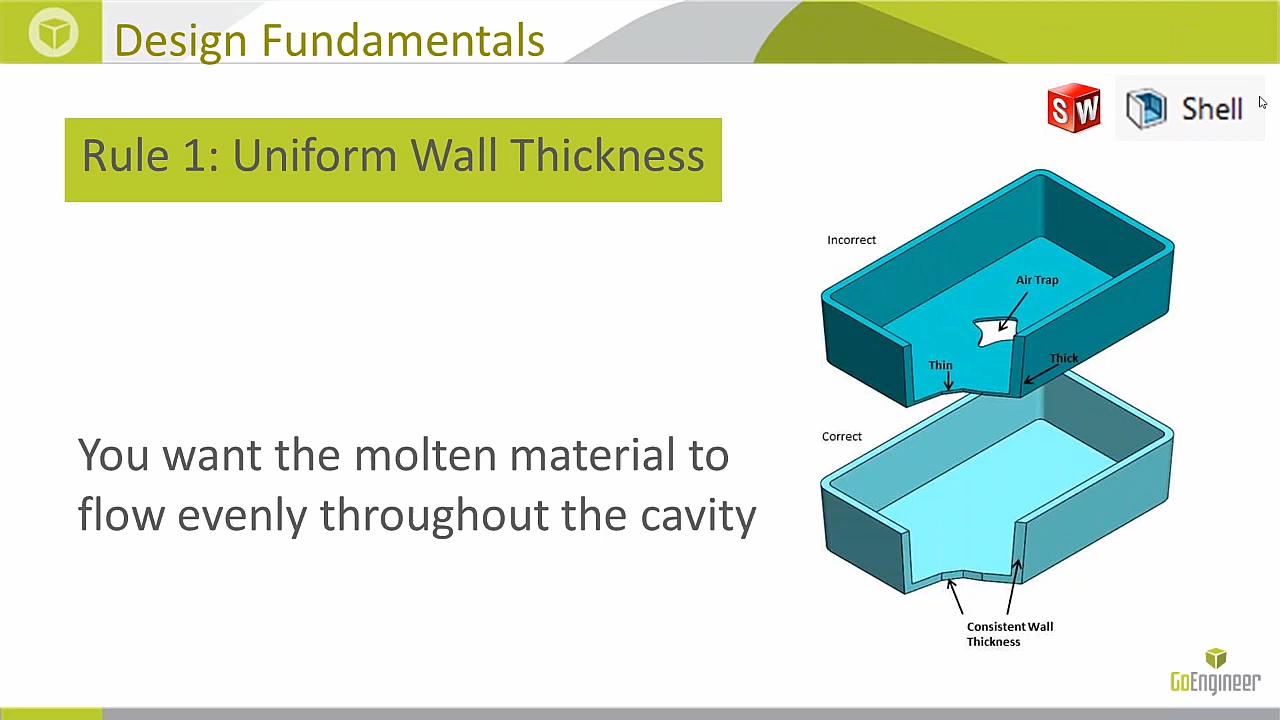 Design Fundamentals
SW
Shell
Rule 1: Uniform Wall Thickness
Incorrect
Air Trap
Thin
Thick
You want the molten material to
flow evenly throughout the cavity
Correct
Consistent Wall
Thickness
GoEngineer